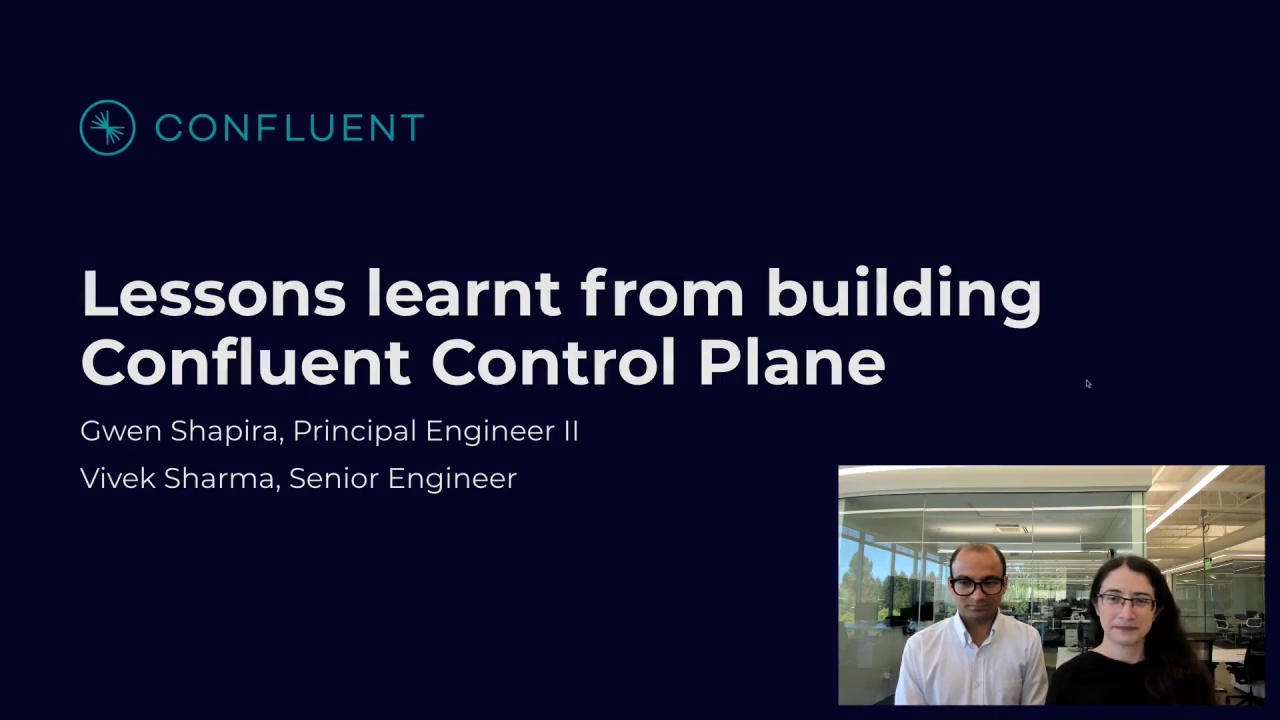 CONFLUENT
Lessons learnt from building
Confluent Control Plane
Gwen Shapira, Principal Engineer II
Vivek Sharma, Senior Engineer